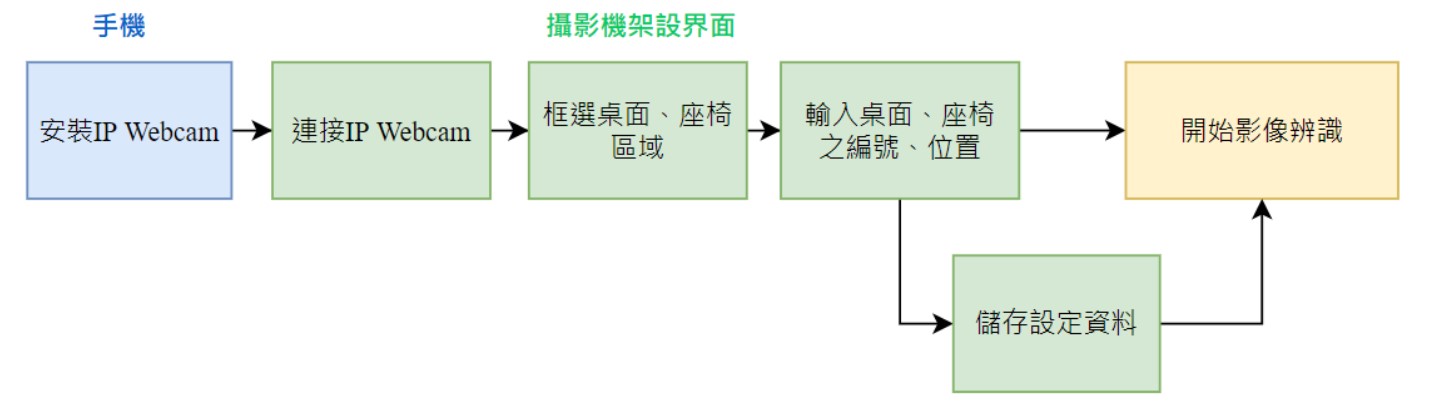 手機
攝影機架設界面
安裝IP Webcam
連接IP Webcam
框選桌面、座椅
區域
輸入桌面、座椅
之編號、位置
開始影像辨識
儲存設定資料